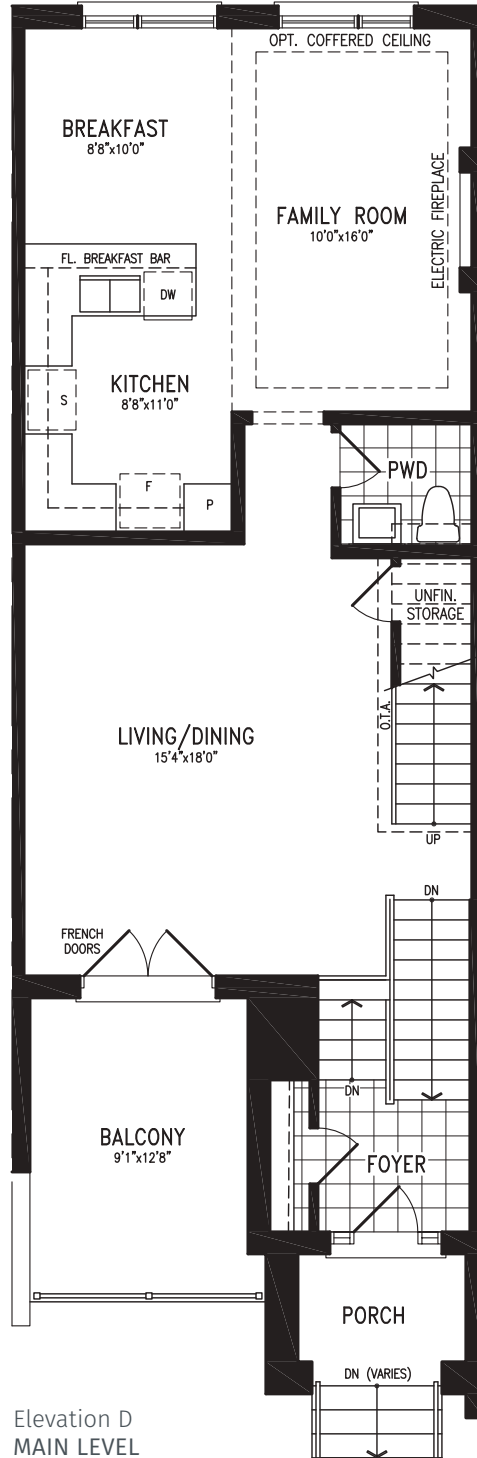 OPT. COFFERED CEILING
BREAKFAST
8'8"x10'0"
FAMILY ROOM
10'0"x16'0"
ELECTRIC FIREPLACE
FL. BREAKFAST BAR
DW
KITCHEN
8'8"x11'0"
S
F
P
PWD
UNFIN.
STORAGE
O.T.A.
LIVING/DINING
15'4"x18'0"
UP
DN
FRENCH
DOORS
DN
BALCONY
9'1"x12'8"
FOYER
PORCH
DN (VARIES)
Elevation D
MAIN LEVEL